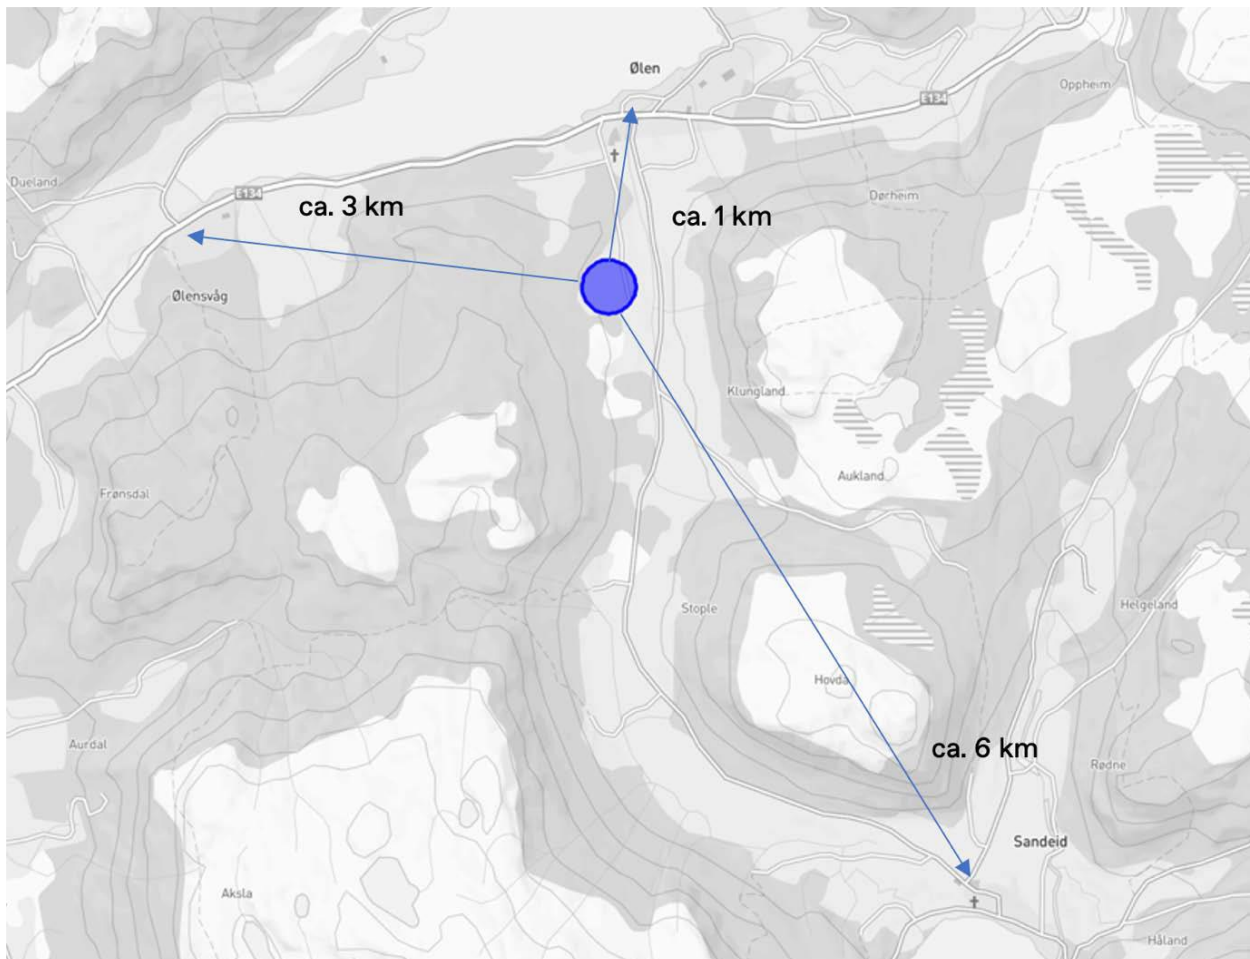 Ølen
Oppheim
E134
Dueland
E134
ca. 3 km
Dørheim
ca. 1 km
Ølensvåg
Klungland
Aukland
Frønsdal
Stople
Helgeland
Hovda
Aurdal
ca. 6 km
Rødne
Sandeid
Aksla
Håland